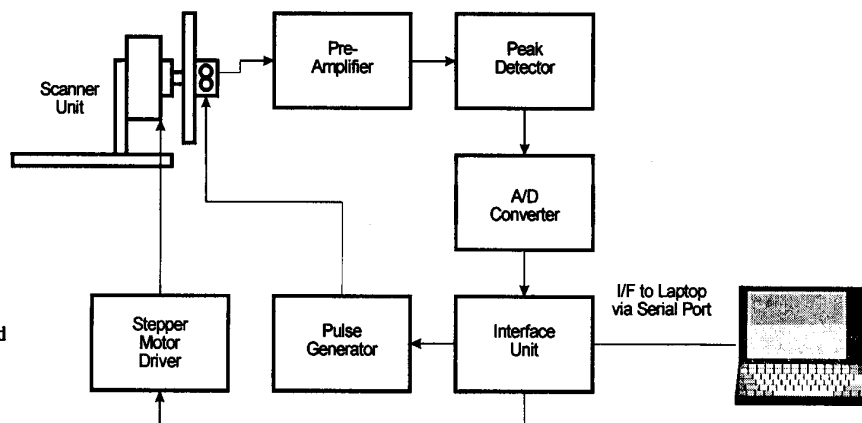 Scanner
Unit
Pre-
Amplifier
Peak
Detector
A/D
Converter
I/F to Laptop
via Serial Port
d
Stepper
Motor
Driver
Pulse
Generator
Interface
Unit